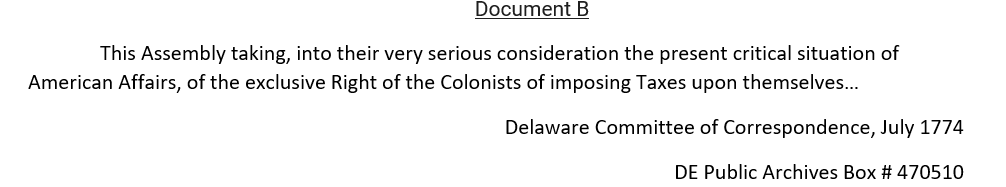 Document B
This Assembly taking, into their very serious consideration the present critical situation of
American Affairs, of the exclusive Right of the Colonists of imposing Taxes upon themselves...
Delaware Committee of Correspondence, July 1774
DE Public Archives Box # 470510